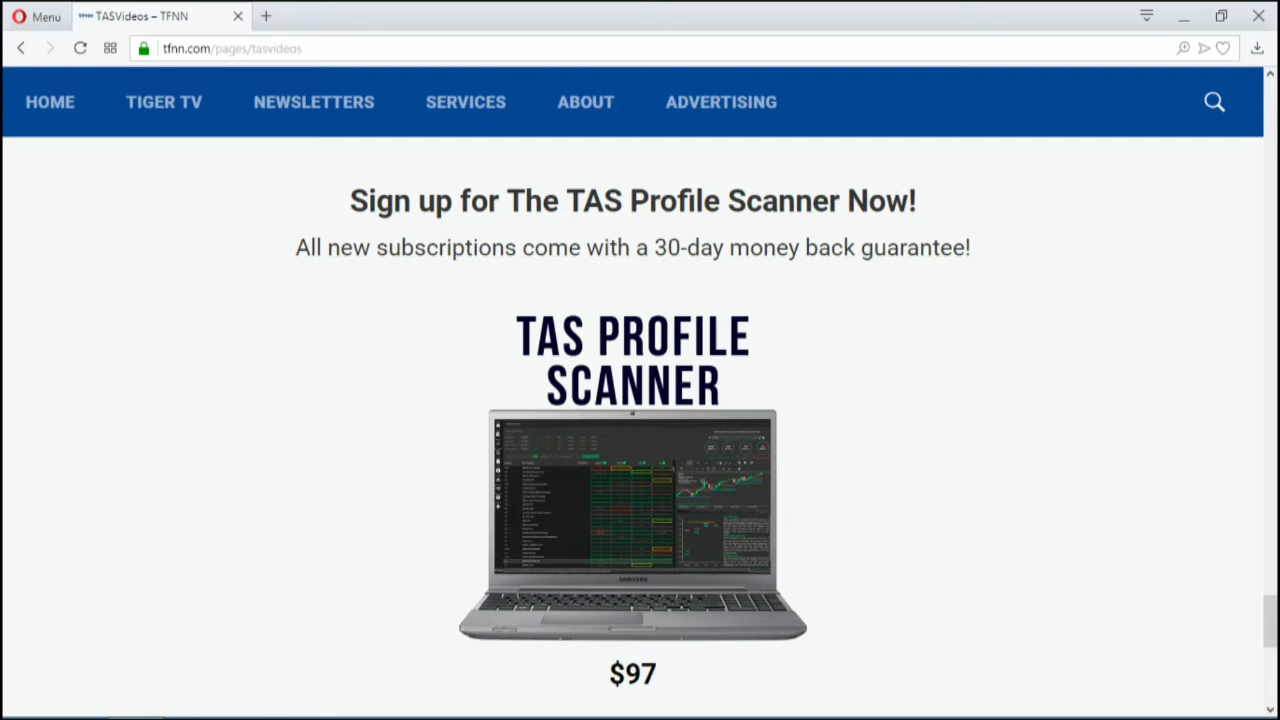 Menu
TFNN TASVideos – TFNN
tfnn.com/pages/tasvideos
HOME TIGER TV NEWSLETTERS SERVICES ABOUT ADVERTISING
Sign up for The TAS Profile Scanner Now!
All new subscriptions come with a 30-day money back guarantee!
TAS PROFILE
SCANNER
SAMSUNG
$97